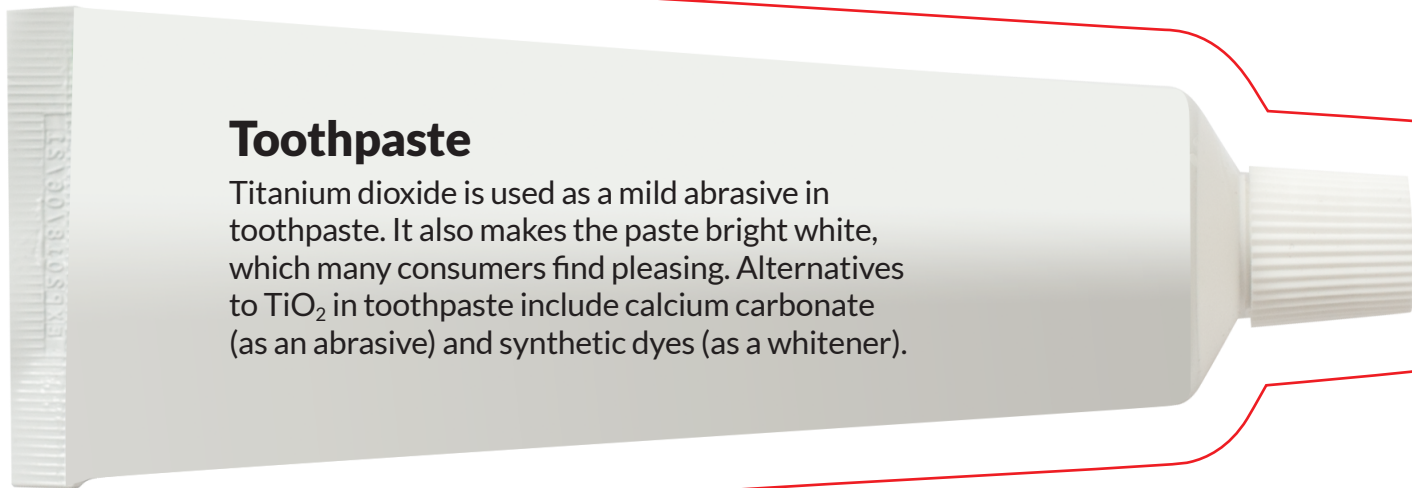 Toothpaste
Titanium dioxide is used as a mild abrasive in
toothpaste. It also makes the paste bright white,
which many consumers find pleasing. Alternatives
to TiO₂ in toothpaste include calcium carbonate
(as an abrasive) and synthetic dyes (as a whitener).